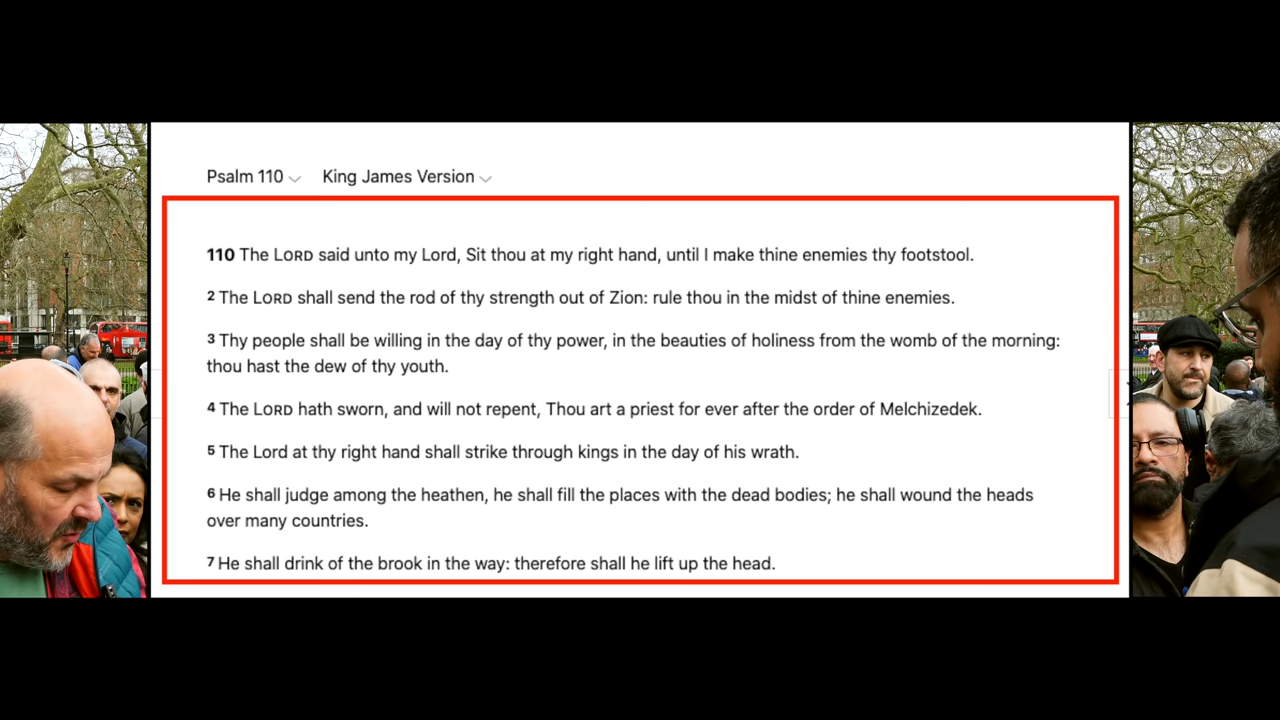 Psalm 110 King James Version
110 The LORD said unto my Lord, Sit thou at my right hand, until I make thine enemies thy footstool.
2 The LORD shall send the rod of thy strength out of Zion: rule thou in the midst of thine enemies.
3 Thy people shall be willing in the day of thy power, in the beauties of holiness from the womb of the morning:
thou hast the dew of thy youth.
4 The LORD hath sworn, and will not repent, Thou art a priest for ever after the order of Melchizedek.
5 The Lord at thy right hand shall strike through kings in the day of his wrath.
6 He shall judge among the heathen, he shall fill the places with the dead bodies; he shall wound the heads
over many countries.
7 He shall drink of the brook in the way: therefore shall he lift up the head.